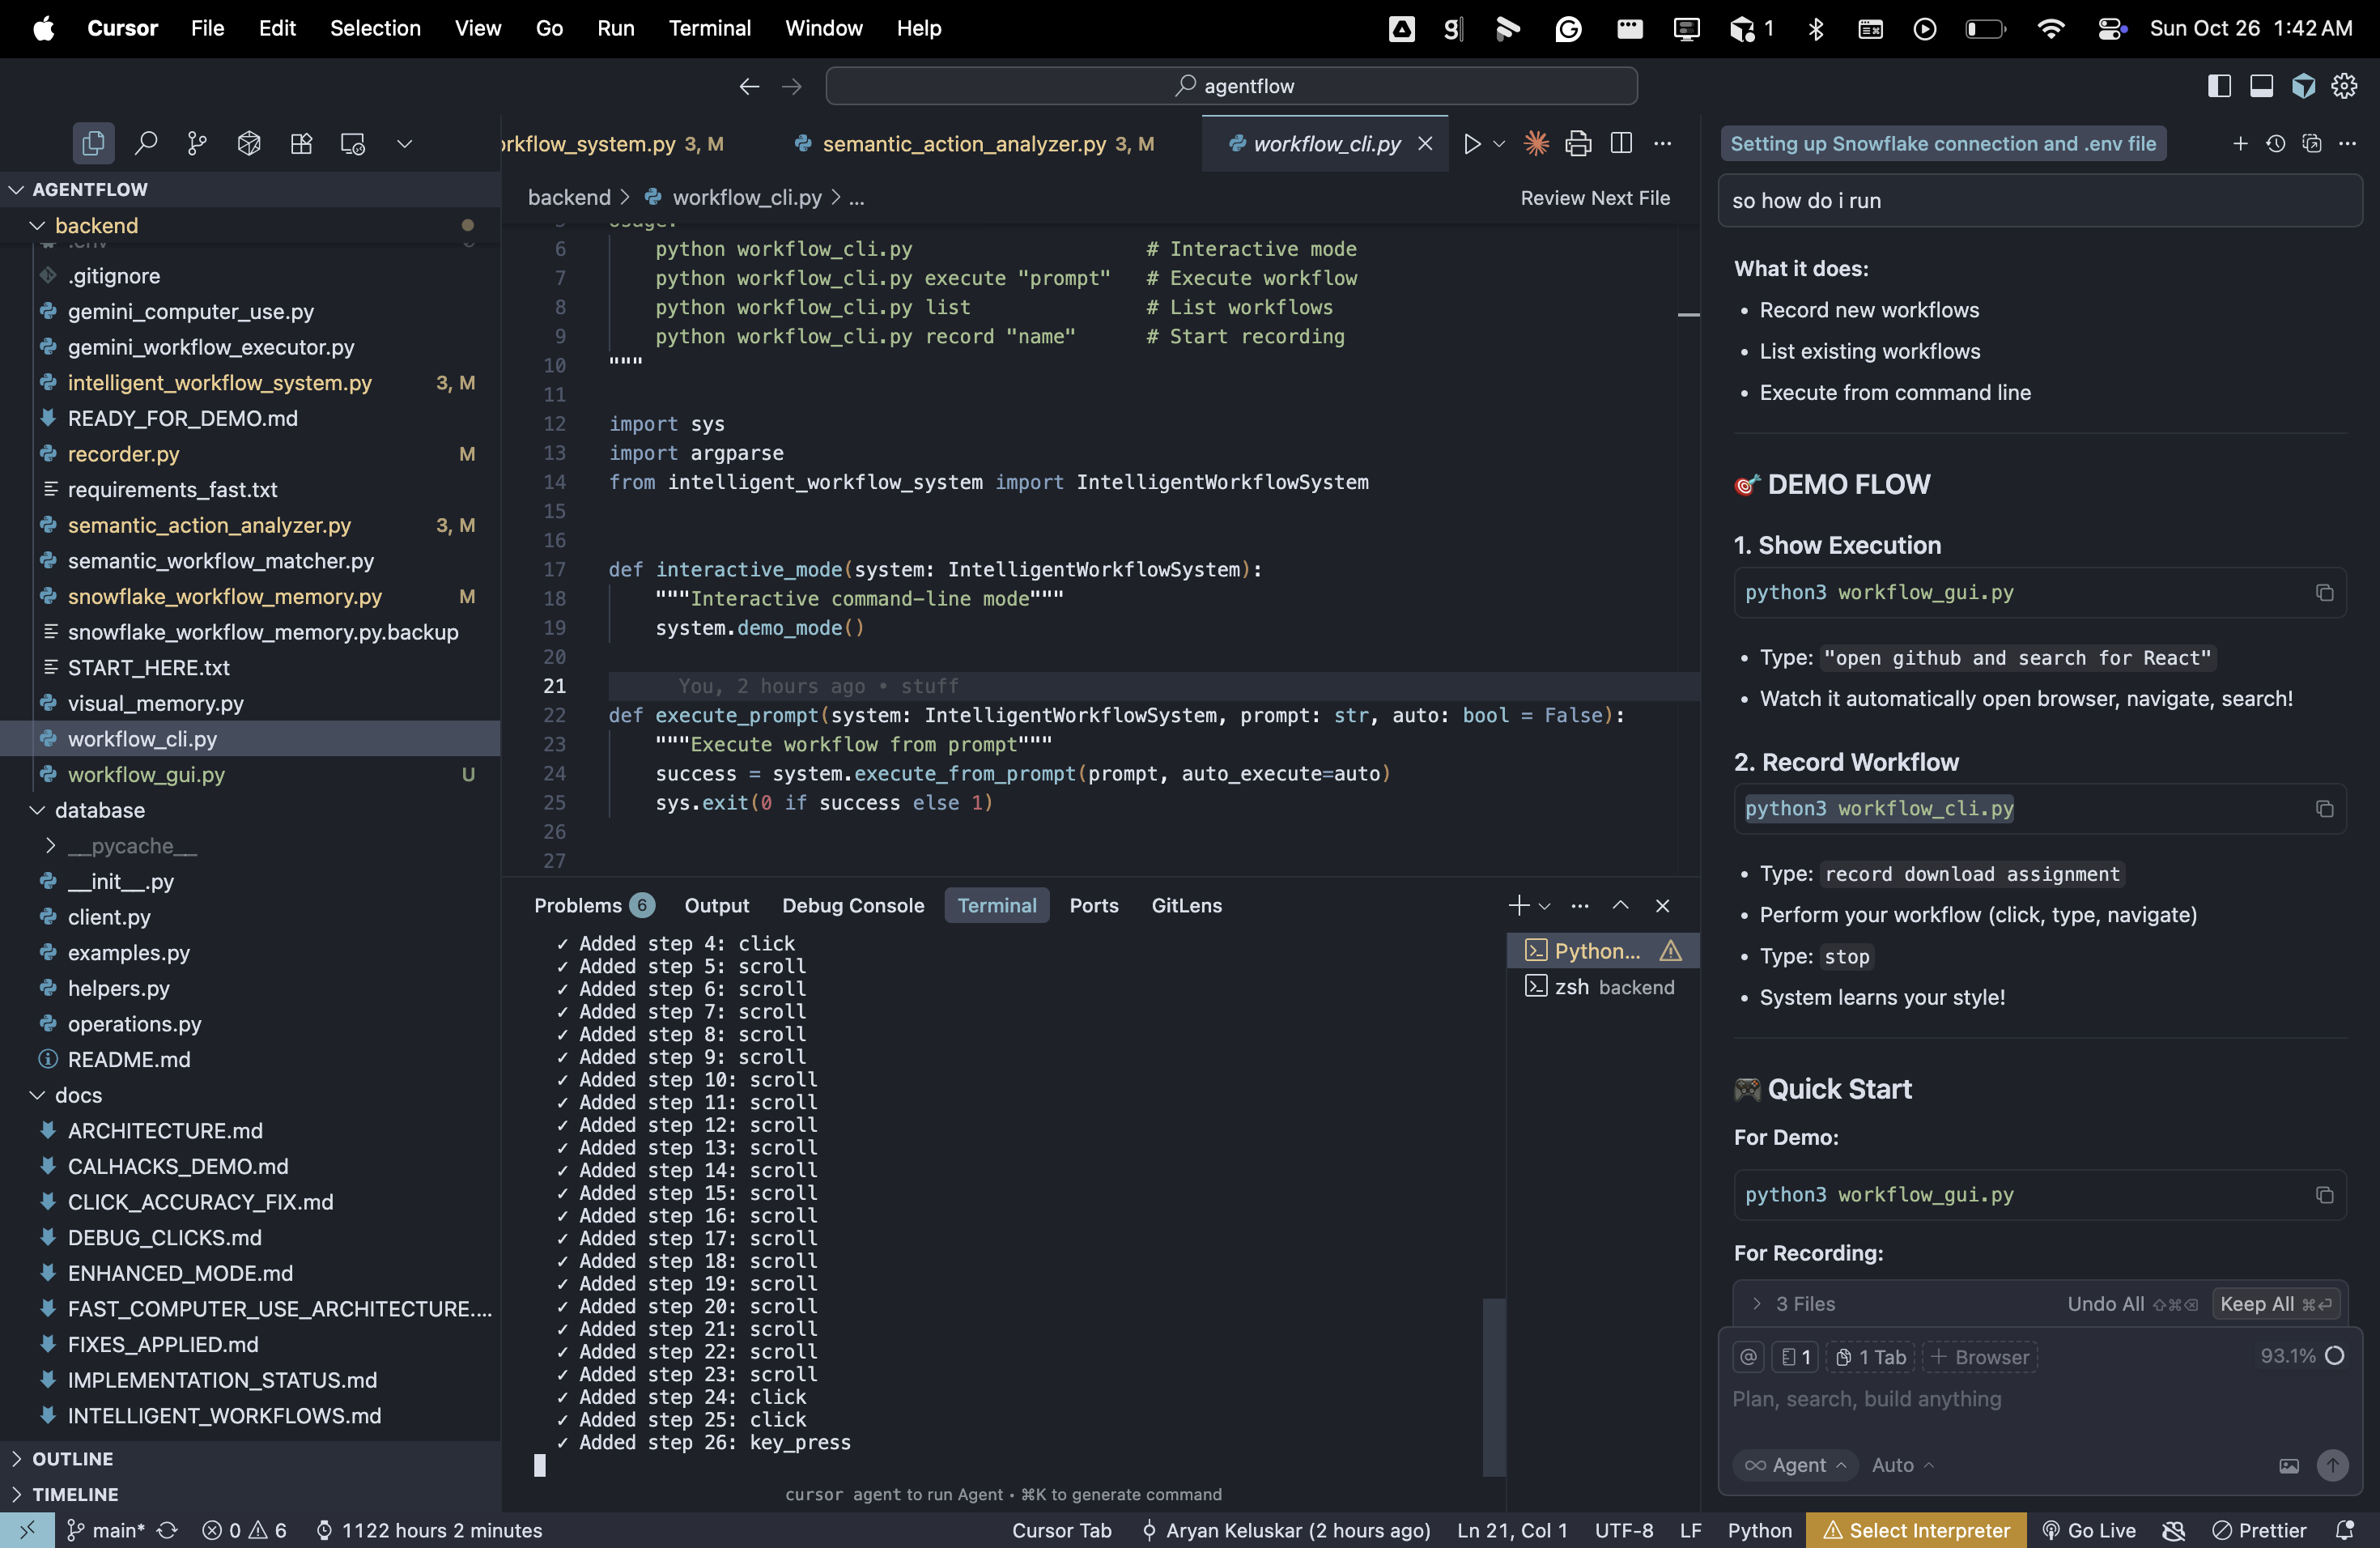 Cursor File Edit Selection View Go Run Terminal Window Help 1 Sun Oct 26 1:42 AM
agentflow
AGENTFLOW
backend
.gitignore
gemini_computer_use.py
gemini_workflow_executor.py
intelligent_workflow_system.py 3, M
READY_FOR_DEMO.md
recorder.py M
requirements_fast.txt
semantic_action_analyzer.py 3, M
semantic_workflow_matcher.py
snowflake_workflow_memory.py M
snowflake_workflow_memory.py.backup
START_HERE.txt
visual_memory.py
workflow_cli.py
workflow_gui.py U
database
__pycache__
__init__.py
client.py
examples.py
helpers.py
operations.py
README.md
docs
ARCHITECTURE.md
CALHACKS_DEMO.md
CLICK_ACCURACY_FIX.md
DEBUG_CLICKS.md
ENHANCED_MODE.md
FAST_COMPUTER_USE_ARCHITECTURE....
FIXES_APPLIED.md
IMPLEMENTATION_STATUS.md
INTELLIGENT_WORKFLOWS.md
OUTLINE
TIMELINE
rkflow_system.py 3, M semantic_action_analyzer.py 3, M workflow_cli.py
backend > workflow_cli.py > ... Review Next File
6 python workflow_cli.py # Interactive mode
7 python workflow_cli.py execute "prompt" # Execute workflow
8 python workflow_cli.py list # List workflows
9 python workflow_cli.py record "name" # Start recording
10 """
11
12 import sys
13 import argparse
14 from intelligent_workflow_system import IntelligentWorkflowSystem
15
16
17 def interactive_mode(system: IntelligentWorkflowSystem):
18 """Interactive command-line mode"""
19 system.demo_mode()
20
21 You, 2 hours ago • stuff
22 def execute_prompt(system: IntelligentWorkflowSystem, prompt: str, auto: bool = False):
23 """Execute workflow from prompt"""
24 success = system.execute_from_prompt(prompt, auto_execute=auto)
25 sys.exit(0 if success else 1)
26
27
Problems 6 Output Debug Console Terminal Ports GitLens
✓ Added step 4: click
✓ Added step 5: scroll
✓ Added step 6: scroll
✓ Added step 7: scroll
✓ Added step 8: scroll
✓ Added step 9: scroll
✓ Added step 10: scroll
✓ Added step 11: scroll
✓ Added step 12: scroll
✓ Added step 13: scroll
✓ Added step 14: scroll
✓ Added step 15: scroll
✓ Added step 16: scroll
✓ Added step 17: scroll
✓ Added step 18: scroll
✓ Added step 19: scroll
✓ Added step 20: scroll
✓ Added step 21: scroll
✓ Added step 22: scroll
✓ Added step 23: scroll
✓ Added step 24: click
✓ Added step 25: click
✓ Added step 26: key_press
cursor agent to run Agent • ⌘K to generate command
Python...
zsh backend
Setting up Snowflake connection and .env file
so how do i run
What it does:
• Record new workflows
• List existing workflows
• Execute from command line
🎯 DEMO FLOW
1. Show Execution
python3 workflow_gui.py
• Type: "open github and search for React"
• Watch it automatically open browser, navigate, search!
2. Record Workflow
python3 workflow_cli.py
• Type: record download assignment
• Perform your workflow (click, type, navigate)
• Type: stop
• System learns your style!
🎮 Quick Start
For Demo:
python3 workflow_gui.py
For Recording:
> 3 Files Undo All ⇧⌘⌫ Keep All ⌘⏎
@ 1 1 Tab + Browser 93.1%
Plan, search, build anything
∞ Agent Auto
main* 0 6 1122 hours 2 minutes Cursor Tab Aryan Keluskar (2 hours ago) Ln 21, Col 1 UTF-8 LF Python Select Interpreter Go Live Prettier